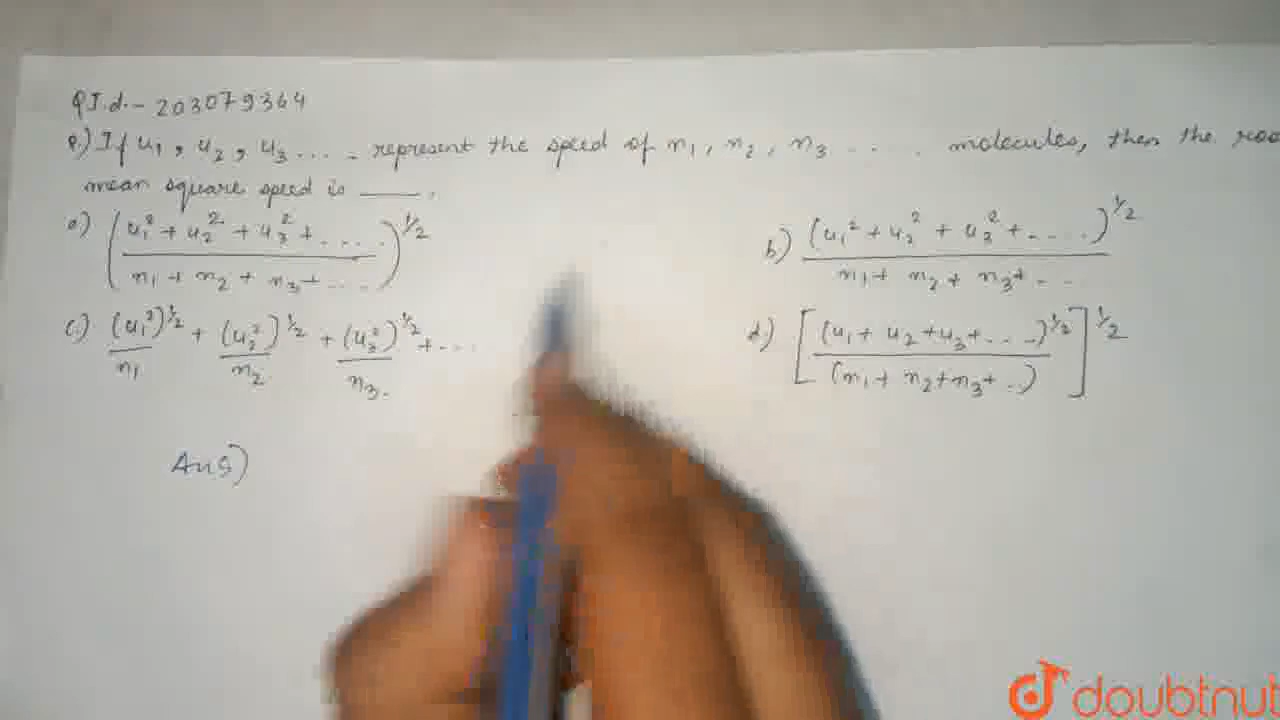 Q I.d. - 203079364
Q) If u₁, u₂, u₃ .... represent the speed of n₁, n₂, n₃ .... molecules, then the roo
mean square speed is ____.
a) ((u₁² + u₂² + u₃² + ....)/(n₁ + n₂ + n₃ + ....))^1/2
b) (u₁² + u₂² + u₃² + ....)^1/2/(n₁ + n₂ + n₃ + ...)
c.) (u₁²)^1/2/n₁ + (u₂²)^1/2/n₂ + (u₃²)^1/2/n₃. + ...
d.) [(u₁ + u₂ + u₃ + ...)^1/2/(n₁ + n₂ + n₃ + ..)]^1/2
Ans)
doubtnut